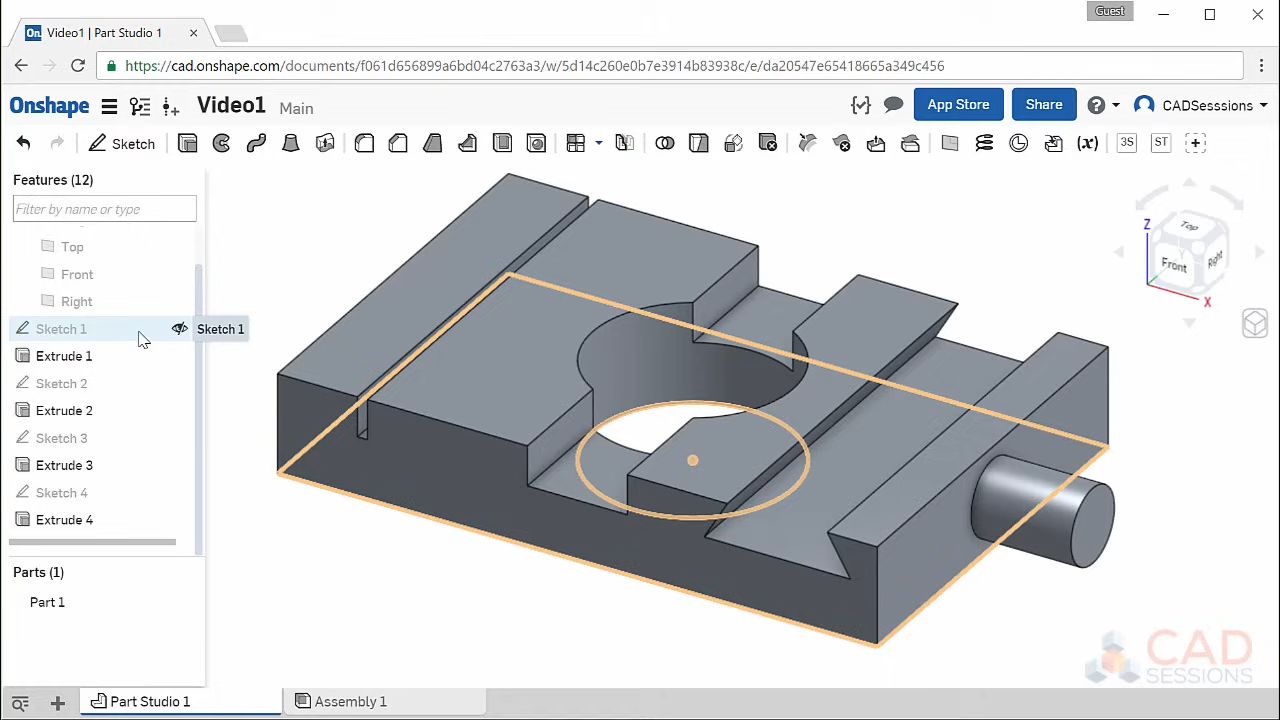 Guest
On Video1 | Part Studio 1
https://cad.onshape.com/documents/f061d656899a6bd04c2763a3/w/5d14c260e0b7e3914b83938c/e/da20547e65418665a349c456
Onshape Video1 Main App Store Share ? CADSesssions
Sketch (x) 3S ST
Features (12)
Filter by name or type
Top
Front
Right
Sketch 1 Sketch 1
Extrude 1
Sketch 2
Extrude 2
Sketch 3
Extrude 3
Sketch 4
Extrude 4
Parts (1)
Part 1
Z
Top
Y
Front Right
X
CAD
SESSIONS
Part Studio 1 Assembly 1